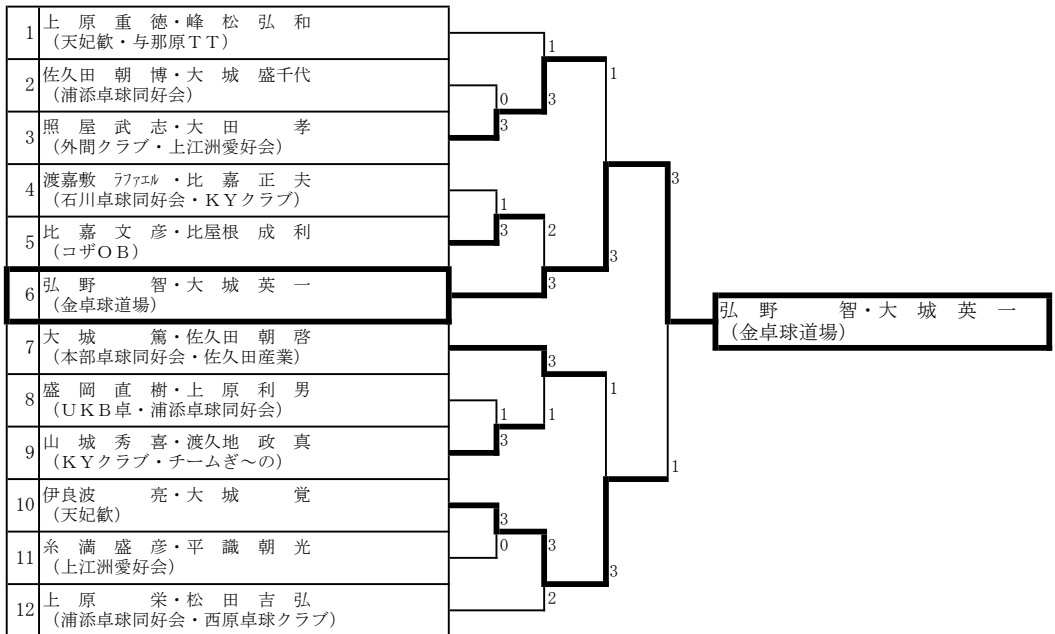 1 上原重徳・峰松弘和
（天妃歓・与那原ＴＴ）
2 佐久田朝博・大城盛千代
（浦添卓球同好会）
3 照屋武志・大田孝
（外間クラブ・上江洲愛好会）
4 渡嘉敷ﾗﾌｧｴﾙ・比嘉正夫
（石川卓球同好会・ＫＹクラブ）
5 比嘉文彦・比屋根成利
（コザＯＢ）
6 弘野智・大城英一
（金卓球道場）
7 大城篤・佐久田朝啓
（本部卓球同好会・佐久田産業）
8 盛岡直樹・上原利男
（ＵＫＢ卓・浦添卓球同好会）
9 山城秀喜・渡久地政真
（ＫＹクラブ・チームぎ～の）
10 伊良波亮・大城覚
（天妃歓）
11 糸満盛彦・平識朝光
（上江洲愛好会）
12 上原栄・松田吉弘
（浦添卓球同好会・西原卓球クラブ）
1
1
0
3
3
3
1
3
2
3
3
3
1
1
1
3
1
3
0
3
3
2
弘野智・大城英一
（金卓球道場）